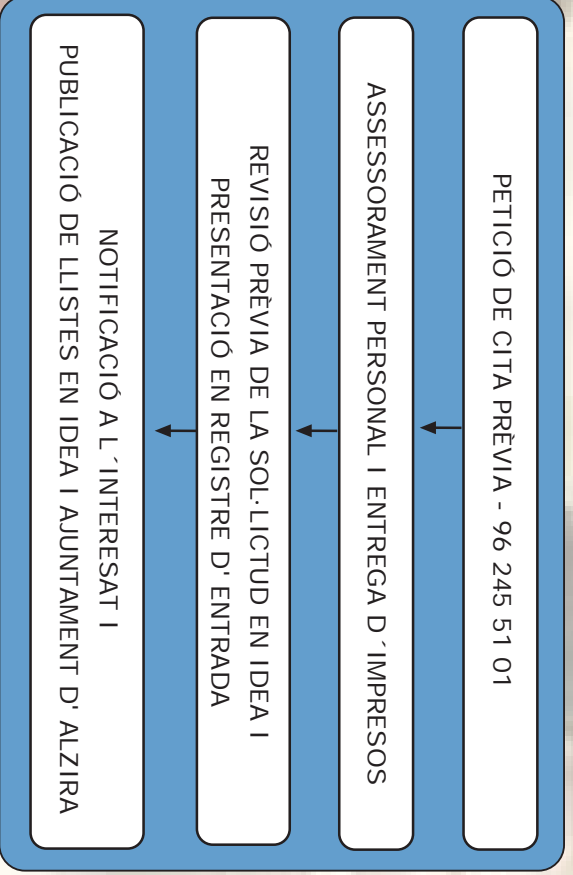 PETICIÓ DE CITA PRÈVIA - 96 245 51 01
ASSESSORAMENT PERSONAL I ENTREGA D ´IMPRESOS
REVISIÓ PRÈVIA DE LA SOL·LICTUD EN IDEA I
PRESENTACIÓ EN REGISTRE D' ENTRADA
NOTIFICACIÓ A L ´INTERESAT I
PUBLICACIÓ DE LLISTES EN IDEA I AJUNTAMENT D' ALZIRA